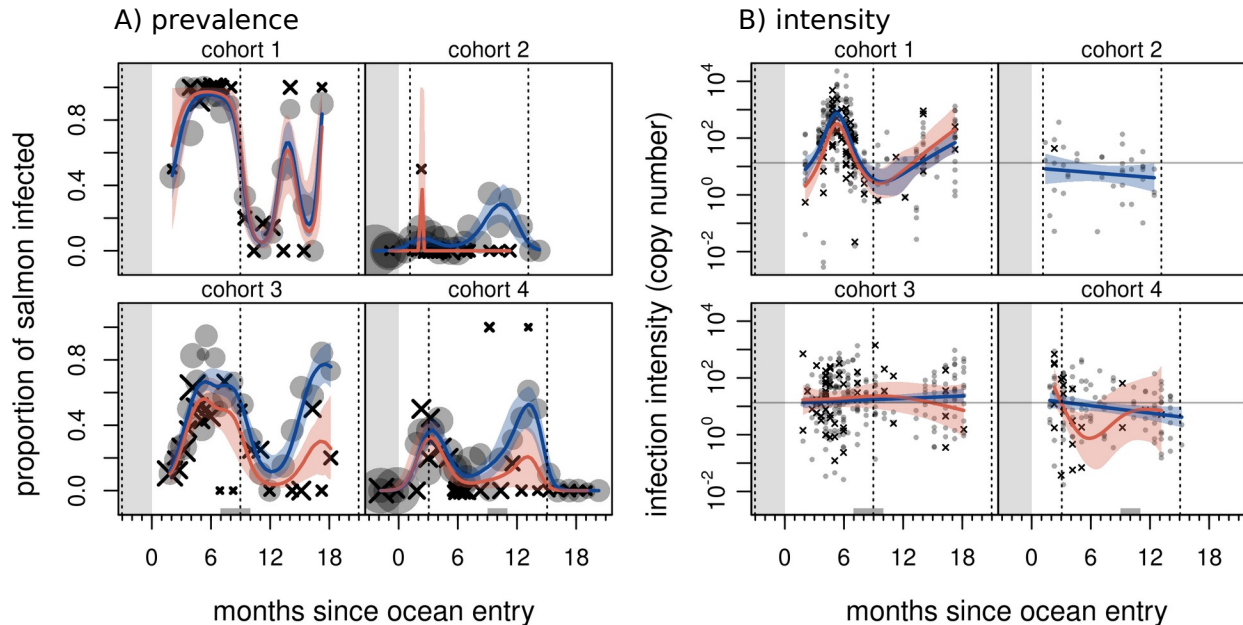 A) prevalence
B) intensity
cohort 1
cohort 2
cohort 1
cohort 2
proportion of salmon infected
0.8
0.4
0.0
infection intensity (copy number)
10^4
10^2
10^0
10^-2
cohort 3
cohort 4
cohort 3
cohort 4
0.8
0.4
0.0
10^4
10^2
10^0
10^-2
0 6 12 18 0 6 12 18
0 6 12 18 0 6 12 18
months since ocean entry
months since ocean entry